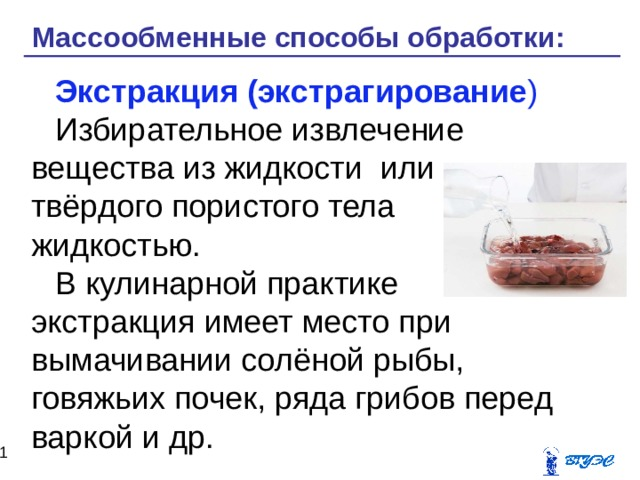 Массообменные способы обработки:
Экстракция (экстрагирование)
Избирательное извлечение
вещества из жидкости или
твёрдого пористого тела
жидкостью.
В кулинарной практике
экстракция имеет место при
вымачивании солёной рыбы,
говяжьих почек, ряда грибов перед
варкой и др.
1
ВГУЭС